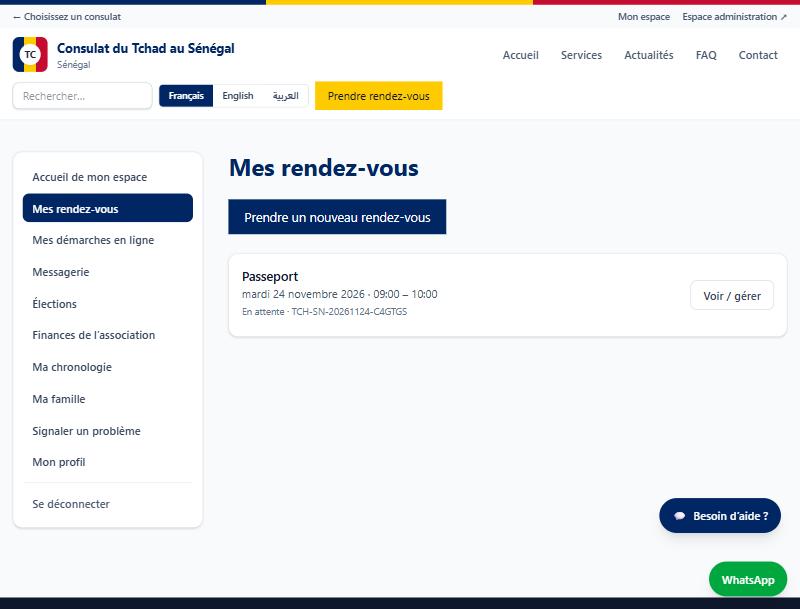 ← Choisissez un consulat
Mon espace
Espace administration ↗
TC
Consulat du Tchad au Sénégal
Sénégal
Accueil
Services
Actualités
FAQ
Contact
Rechercher...
Français
English
العربية
Prendre rendez-vous
Accueil de mon espace
Mes rendez-vous
Mes démarches en ligne
Messagerie
Élections
Finances de l'association
Ma chronologie
Ma famille
Signaler un problème
Mon profil
Se déconnecter
Mes rendez-vous
Prendre un nouveau rendez-vous
Passeport
mardi 24 novembre 2026 · 09:00 – 10:00
En attente · TCH-SN-20261124-C4GTGS
Voir / gérer
Besoin d'aide ?
WhatsApp